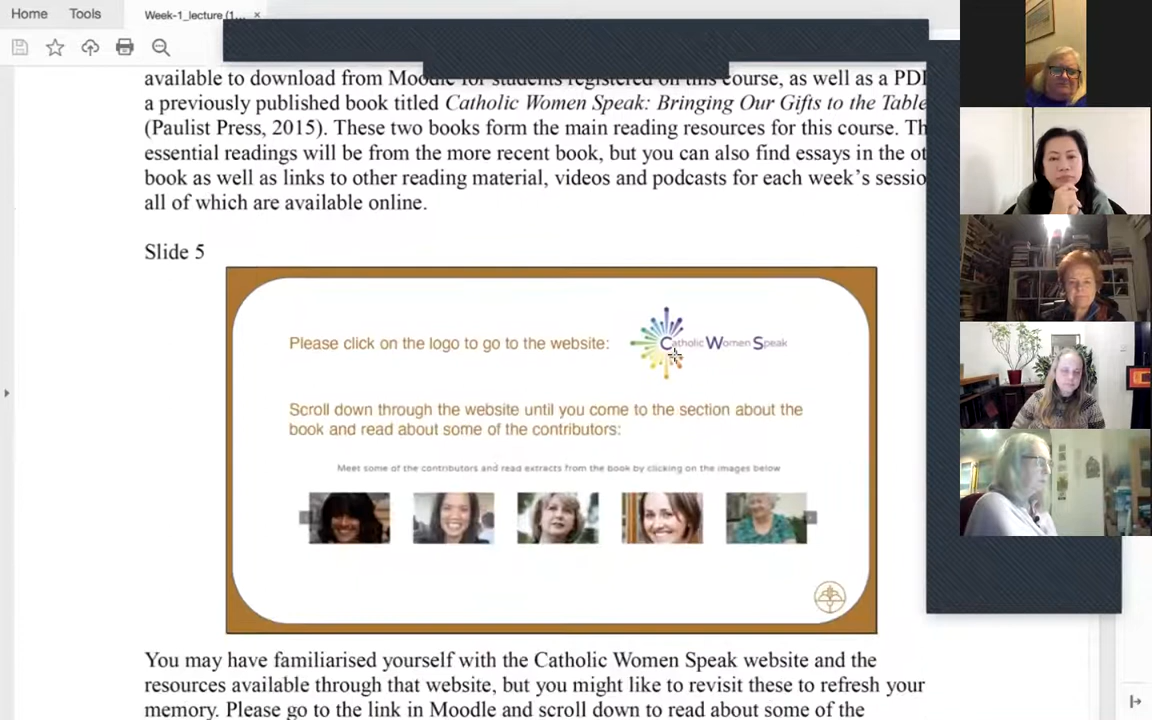 Home
Tools
Week-1_lecture (1... ×
available to download from Moodle for students registered on this course, as well as a PDF
a previously published book titled Catholic Women Speak: Bringing Our Gifts to the Table
(Paulist Press, 2015). These two books form the main reading resources for this course. Th
essential readings will be from the more recent book, but you can also find essays in the ot
book as well as links to other reading material, videos and podcasts for each week's sessio
all of which are available online.
Slide 5
Please click on the logo to go to the website:
Catholic Women Speak
Scroll down through the website until you come to the section about the
book and read about some of the contributors:
Meet some of the contributors and read extracts from the book by clicking on the images below
You may have familiarised yourself with the Catholic Women Speak website and the
resources available through that website, but you might like to revisit these to refresh your
memory. Please go to the link in Moodle and scroll down to read about some of the